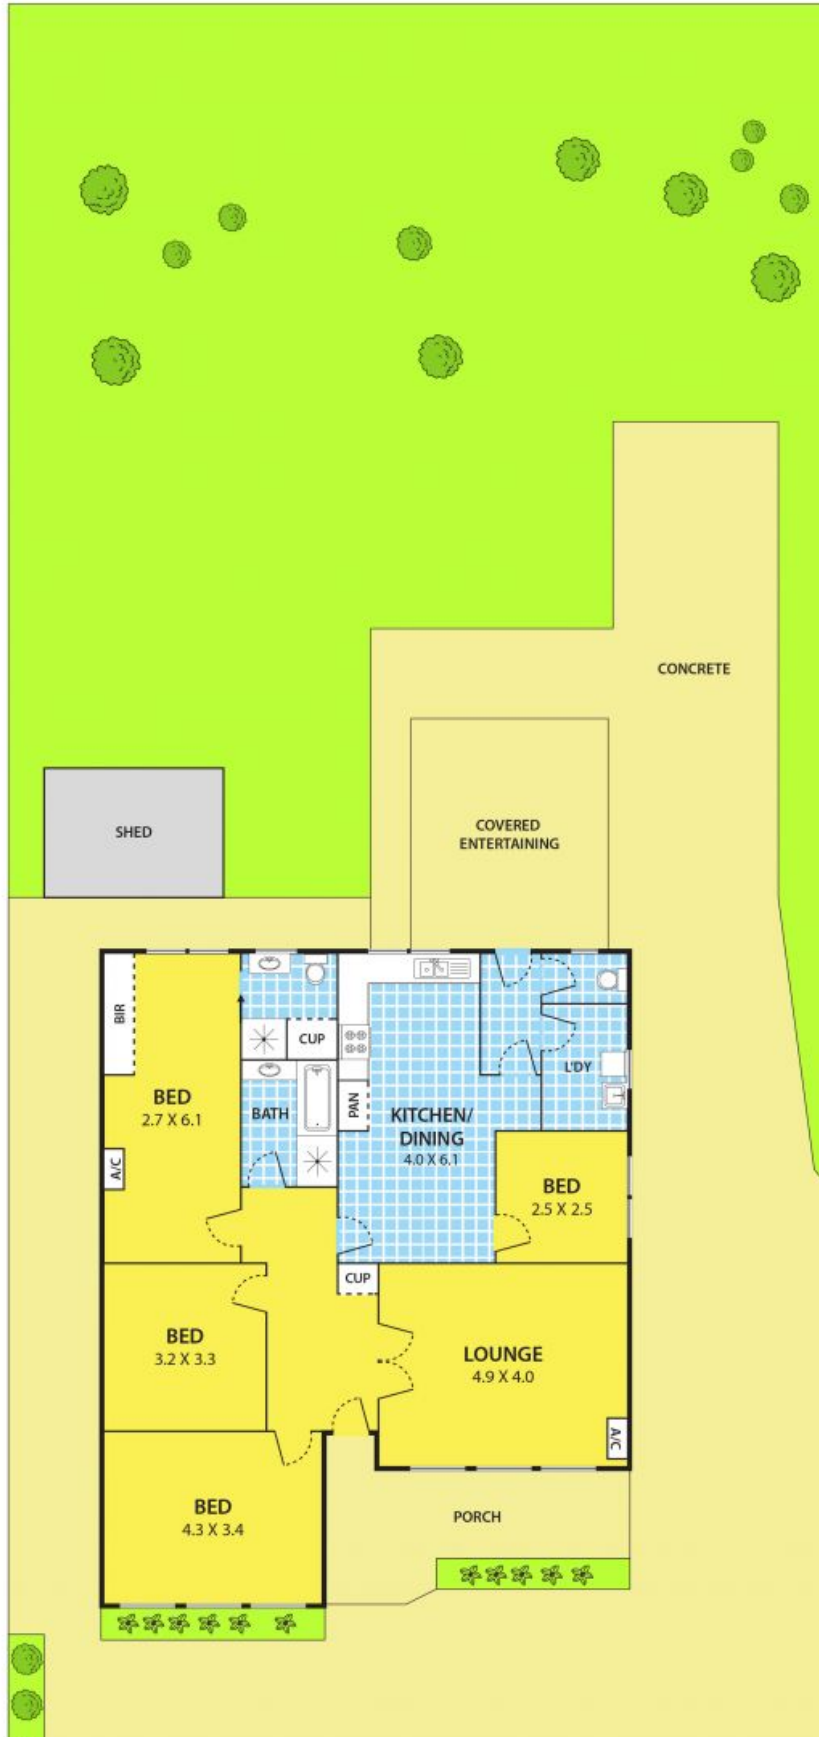 CONCRETE
COVERED
ENTERTAINING
SHED
BIR
CUP
BED
2.7 X 6.1
A/C
BATH
PAN
KITCHEN/
DINING
4.0 X 6.1
L'DY
BED
2.5 X 2.5
CUP
BED
3.2 X 3.3
LOUNGE
4.9 X 4.0
A/C
BED
4.3 X 3.4
PORCH